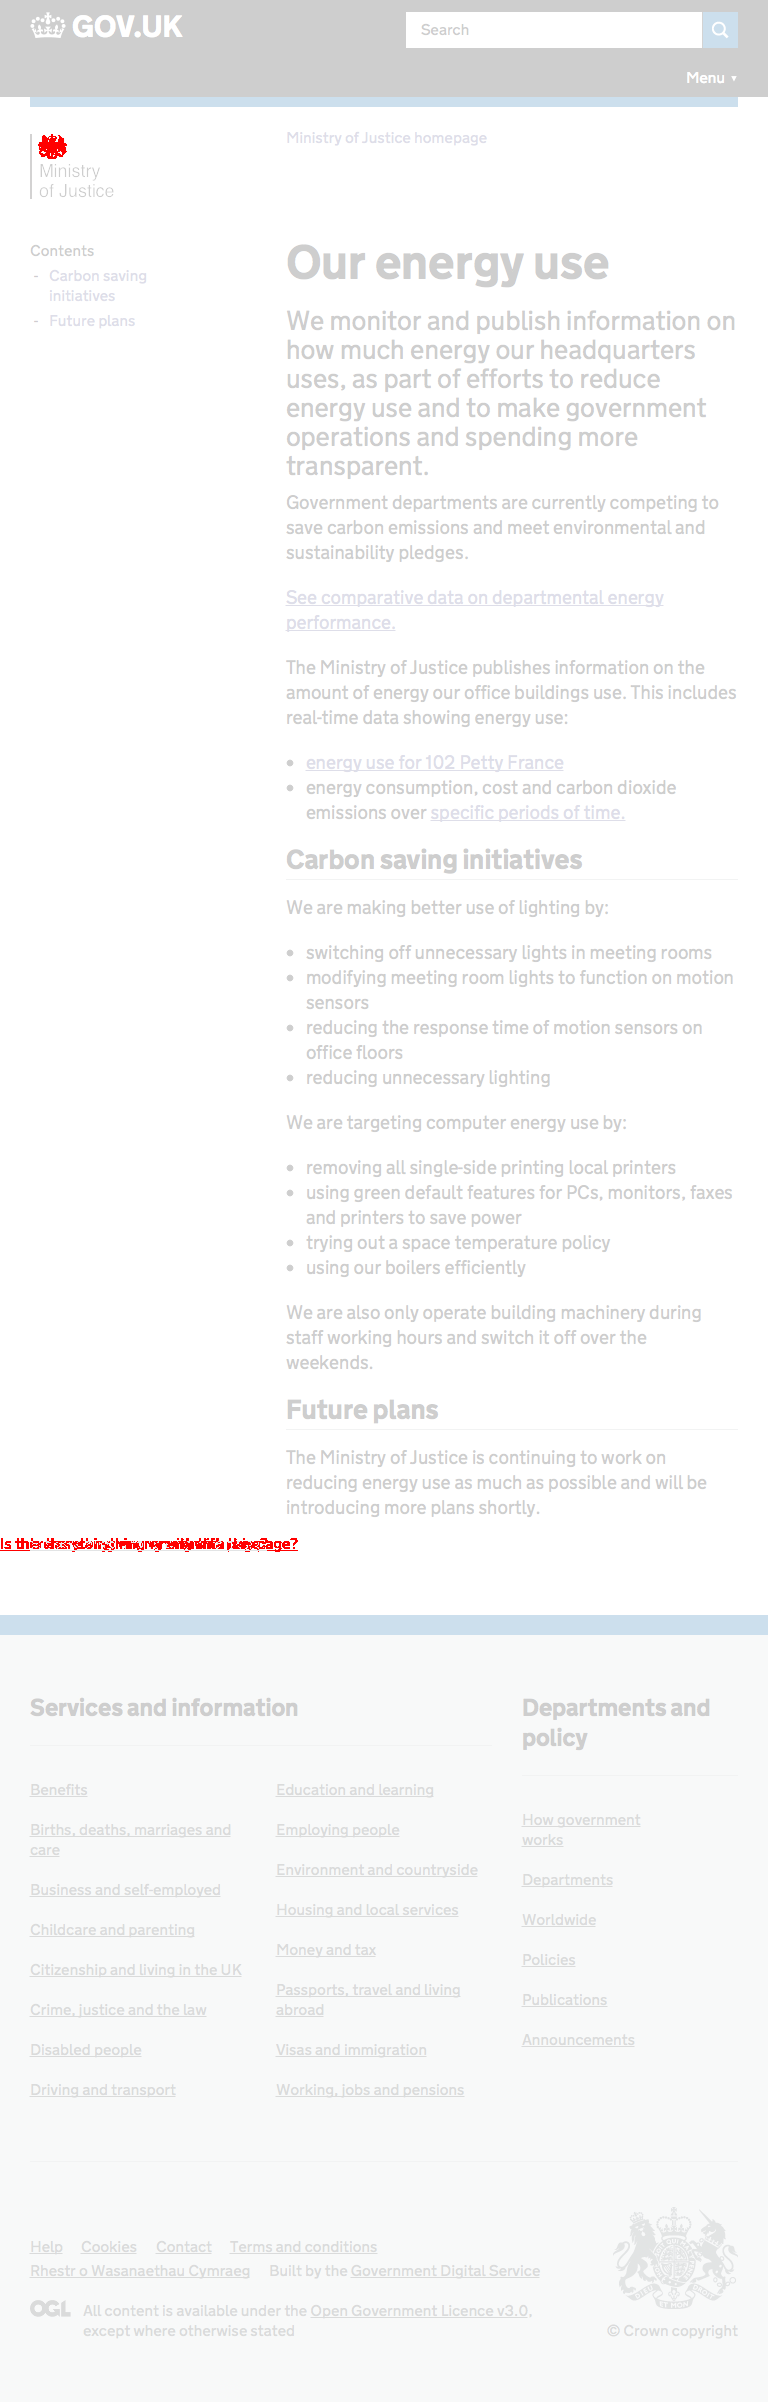 GOV.UK
Search
Menu ▼
Ministry of Justice homepage
Ministry
of Justice
Contents
- Carbon saving
initiatives
- Future plans
Our energy use
We monitor and publish information on
how much energy our headquarters
uses, as part of efforts to reduce
energy use and to make government
operations and spending more
transparent.
Government departments are currently competing to
save carbon emissions and meet environmental and
sustainability pledges.
See comparative data on departmental energy
performance.
The Ministry of Justice publishes information on the
amount of energy our office buildings use. This includes
real-time data showing energy use:
• energy use for 102 Petty France
• energy consumption, cost and carbon dioxide
emissions over specific periods of time.
Carbon saving initiatives
We are making better use of lighting by:
• switching off unnecessary lights in meeting rooms
• modifying meeting room lights to function on motion
sensors
• reducing the response time of motion sensors on
office floors
• reducing unnecessary lighting
We are targeting computer energy use by:
• removing all single-side printing local printers
• using green default features for PCs, monitors, faxes
and printers to save power
• trying out a space temperature policy
• using our boilers efficiently
We are also only operate building machinery during
staff working hours and switch it off over the
weekends.
Future plans
The Ministry of Justice is continuing to work on
reducing energy use as much as possible and will be
introducing more plans shortly.
Is
Services and information
Benefits
Births, deaths, marriages and
care
Business and self-employed
Childcare and parenting
Citizenship and living in the UK
Crime, justice and the law
Disabled people
Driving and transport
Education and learning
Employing people
Environment and countryside
Housing and local services
Money and tax
Passports, travel and living
abroad
Visas and immigration
Working, jobs and pensions
Departments and
policy
How government
works
Departments
Worldwide
Policies
Publications
Announcements
Help Cookies Contact Terms and conditions
Rhestr o Wasanaethau Cymraeg Built by the Government Digital Service
OGL All content is available under the Open Government Licence v3.0,
except where otherwise stated
© Crown copyright